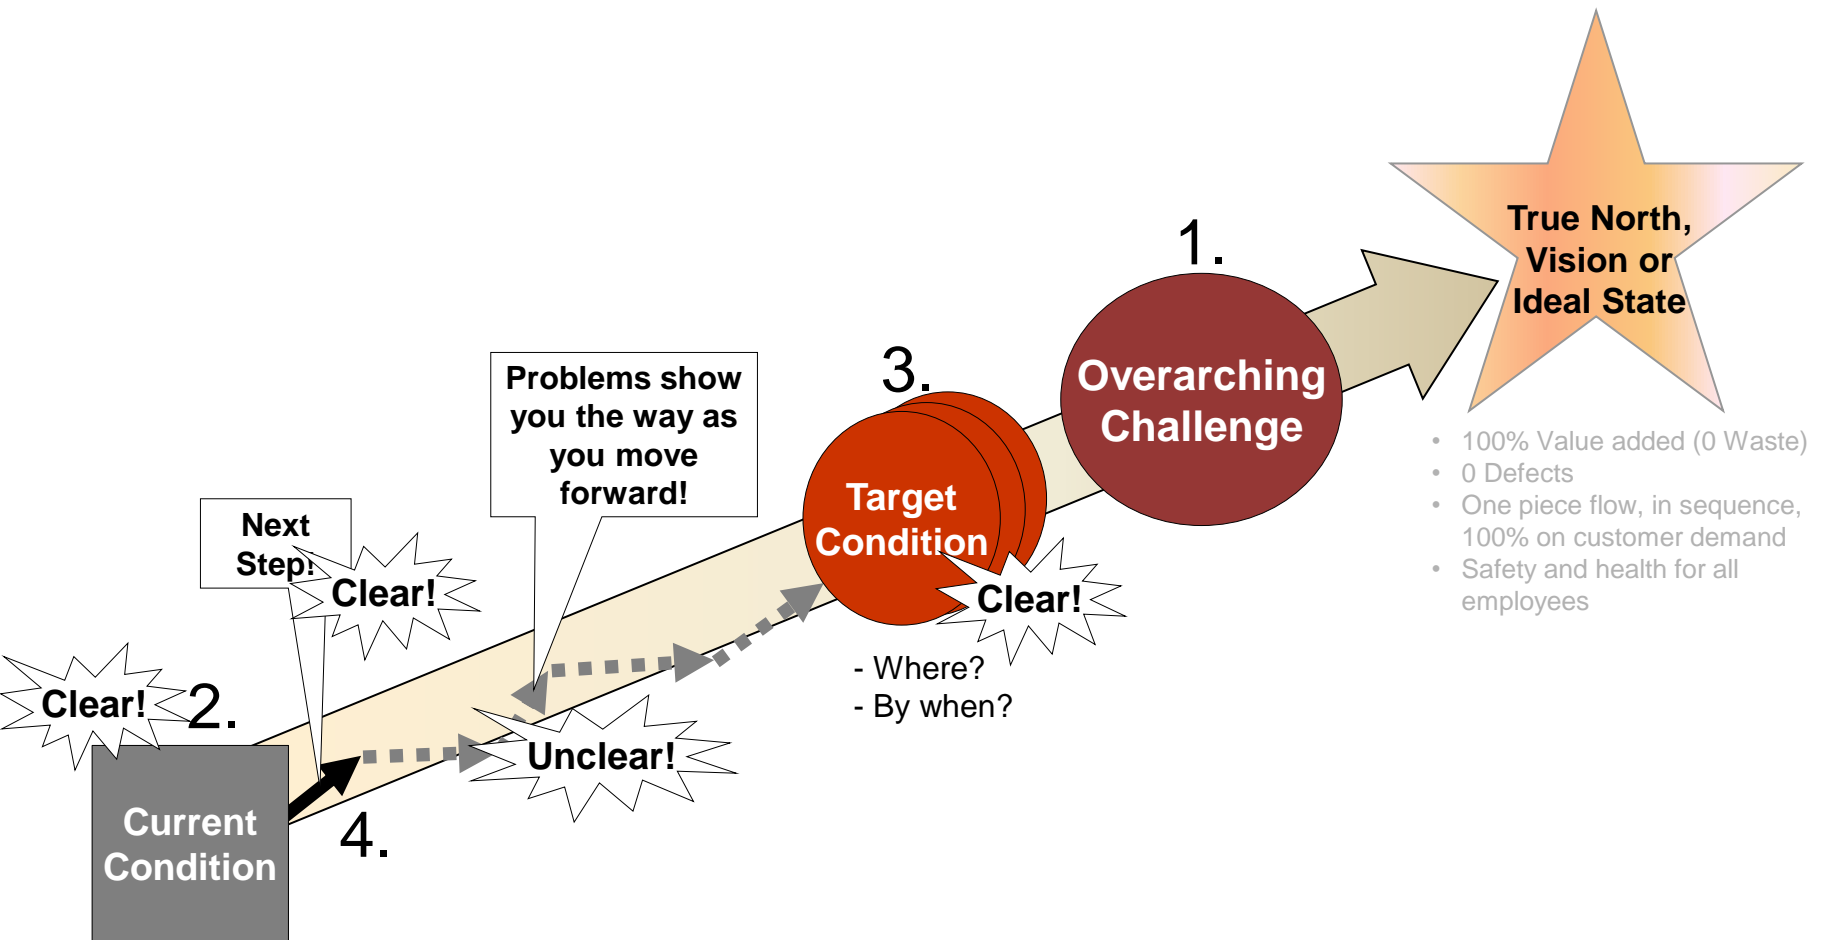 True North,
Vision or
Ideal State
1.
Overarching
Challenge
3.
Problems show
you the way as
you move
forward!
Target
Condition
Clear!
- Where?
- By when?
Next
Step!
Clear!
Clear!
2.
Unclear!
4.
Current
Condition
• 100% Value added (0 Waste)
• 0 Defects
• One piece flow, in sequence,
100% on customer demand
• Safety and health for all
employees